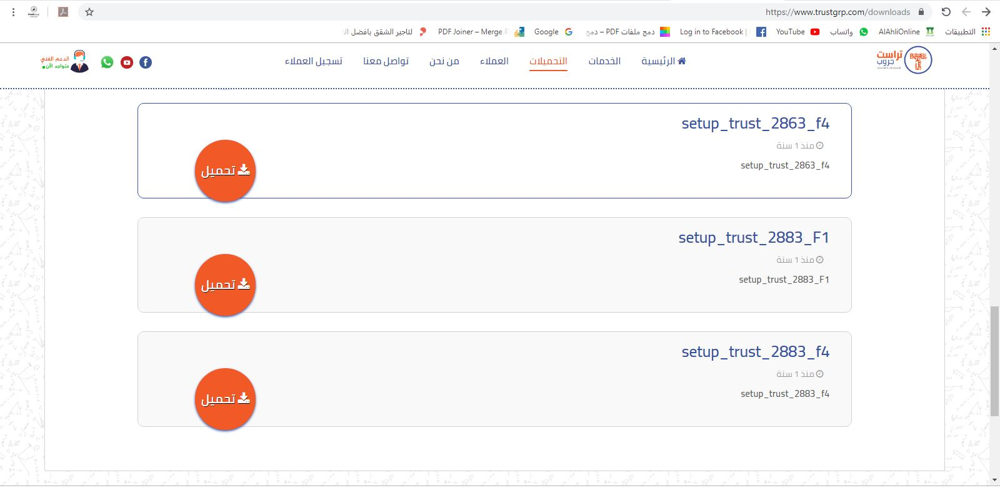 https://www.trustgrp.com/downloads
التطبيقات
AlAhliOnline
واتساب
YouTube
Log in to Facebook |
دمج ملفات PDF – دمج
Google
PDF Joiner – Merge P
لتاجير الشقق بافضل الا
تراست
جروب
الرئيسية
الخدمات
التحميلات
العملاء
من نحن
تواصل معنا
تسجيل العملاء
الدعم الفني
متواجد الآن
setup_trust_2863_f4
منذ 1 سنة
setup_trust_2863_f4
تحميل
setup_trust_2883_F1
منذ 1 سنة
setup_trust_2883_F1
تحميل
setup_trust_2883_f4
منذ 1 سنة
setup_trust_2883_f4
تحميل